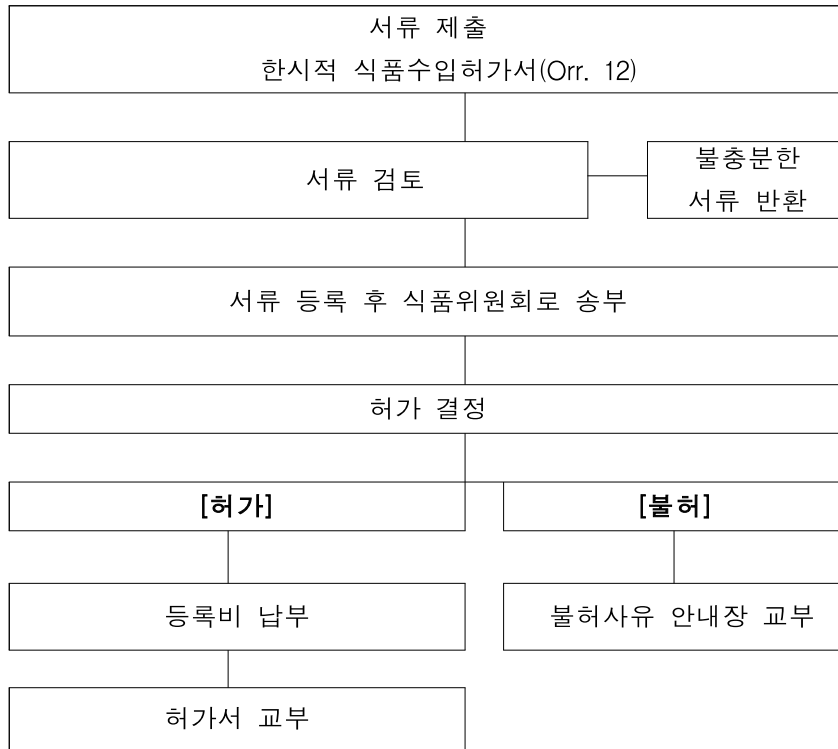 서류 제출
한시적 식품수입허가서(Orr. 12)
서류 검토
불충분한
서류 반환
서류 등록 후 식품위원회로 송부
허가 결정
[허가]
[불허]
등록비 납부
불허사유 안내장 교부
허가서 교부